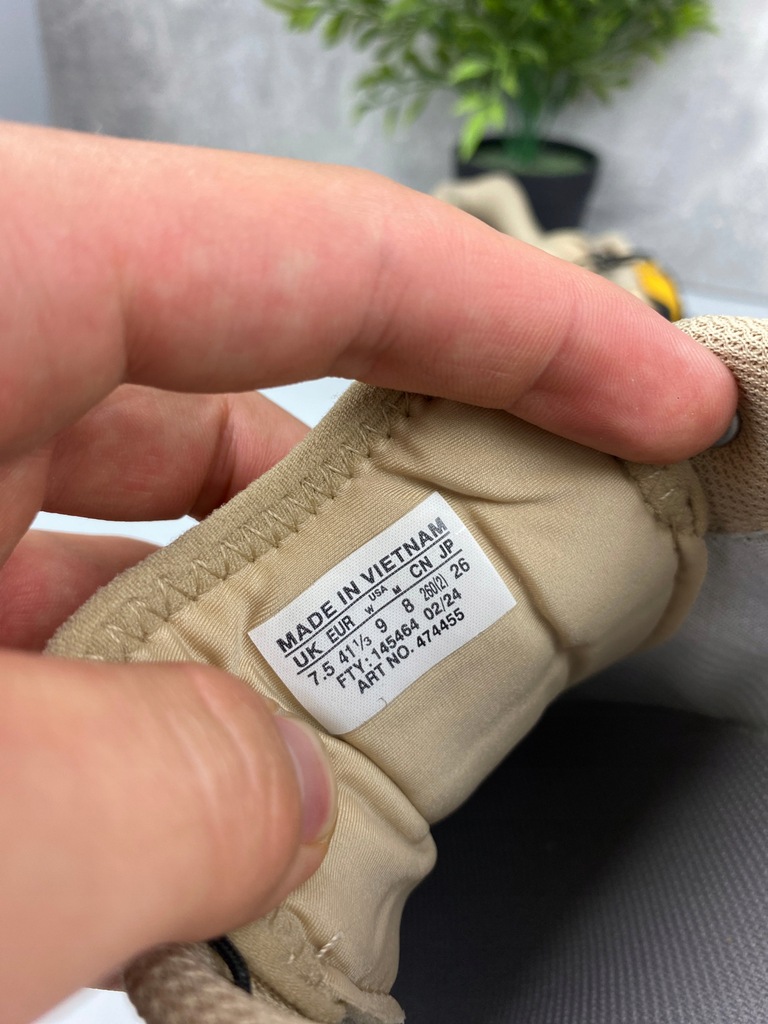 MADE IN VIETNAM
UK EUR USA CN JP
W M
7.5 41⅓ 9 8 260(2) 26
FTY: 145464 02/24
ART NO. 474455